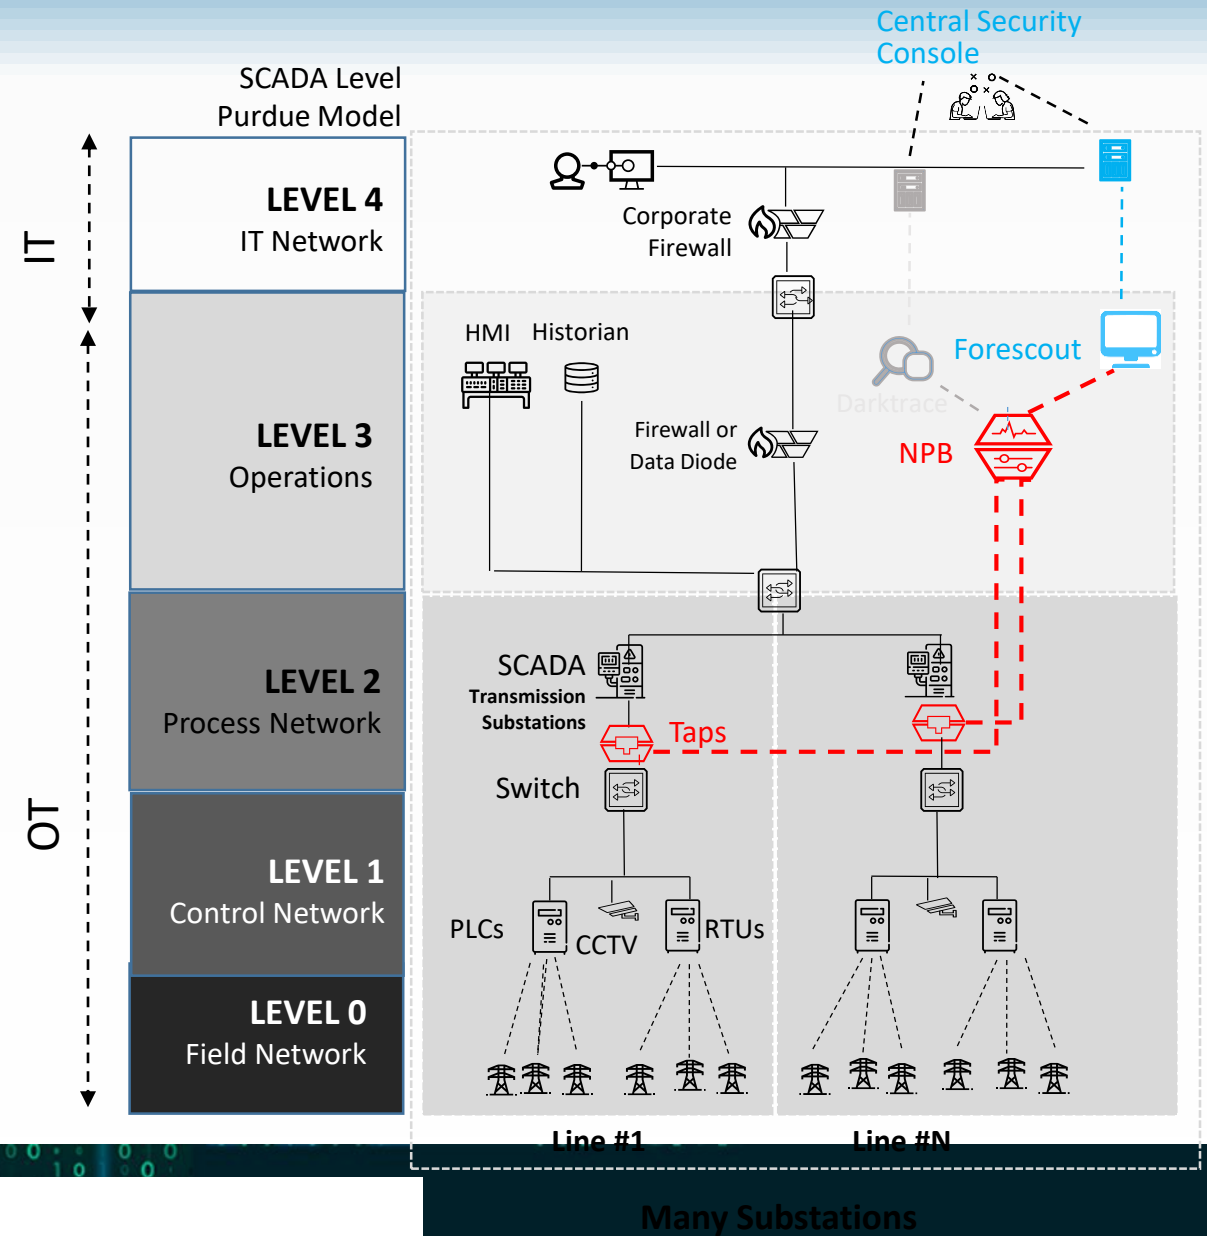 Central Security
Console
SCADA Level
Purdue Model
IT
LEVEL 4
IT Network
Corporate
Firewall
HMI
Historian
Forescout
Darktrace
LEVEL 3
Operations
Firewall or
Data Diode
NPB
OT
LEVEL 2
Process Network
SCADA
Transmission
Substations
Taps
Switch
LEVEL 1
Control Network
PLCs
CCTV
RTUs
LEVEL 0
Field Network
Line #1
Line #N
Many Substations